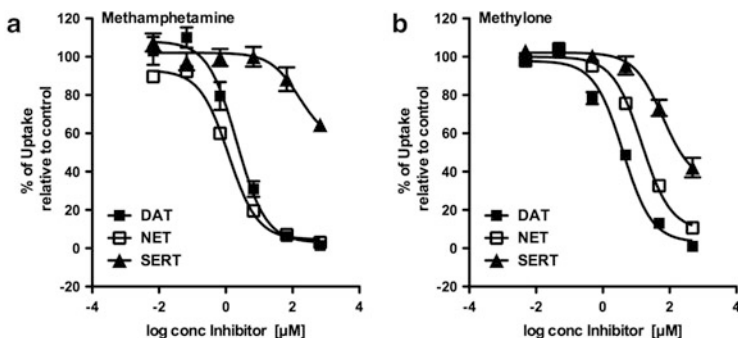 a
Methamphetamine
120
100
80
60
40
20
0
-20
-4
-2
0
2
4
% of Uptake
relative to control
DAT
NET
SERT
log conc Inhibitor [µM]
b
Methylone
120
100
80
60
40
20
0
-20
-4
-2
0
2
4
% of Uptake
relative to control
DAT
NET
SERT
log conc Inhibitor [µM]